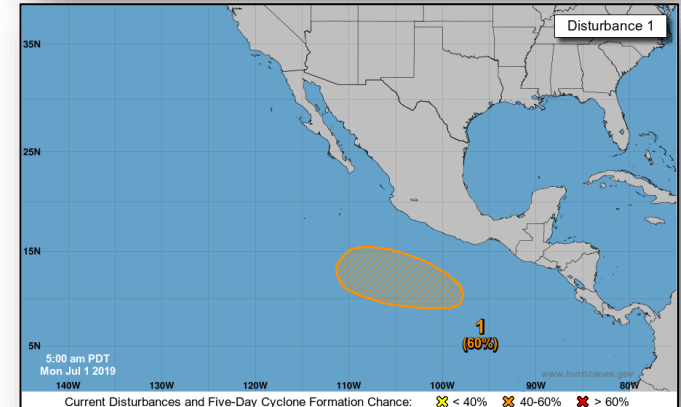 Disturbance 1
35N
25N
15N
5N
1
(60%)
5:00 am PDT
Mon Jul 1 2019
www.hurricanes.gov
140W 130W 120W 110W 100W 90W 80W
Current Disturbances and Five-Day Cyclone Formation Chance: < 40% 40-60% > 60%